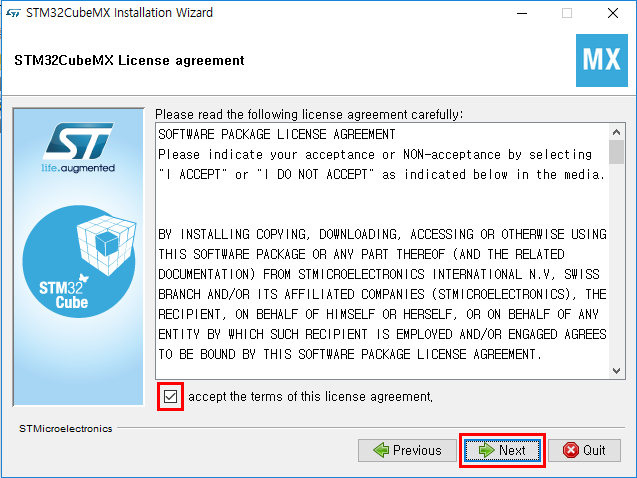 STM32CubeMX Installation Wizard
STM32CubeMX License agreement
MX
ST
life.augmented
STM32
Cube
Please read the following license agreement carefully:
SOFTWARE PACKAGE LICENSE AGREEMENT
Please indicate your acceptance or NON-acceptance by selecting
"I ACCEPT" or "I DO NOT ACCEPT" as indicated below in the media.
BY INSTALLING COPYING, DOWNLOADING, ACCESSING OR OTHERWISE USING
THIS SOFTWARE PACKAGE OR ANY PART THEREOF (AND THE RELATED
DOCUMENTATION) FROM STMICROELECTRONICS INTERNATIONAL N.V, SWISS
BRANCH AND/OR ITS AFFILIATED COMPANIES (STMICROELECTRONICS), THE
RECIPIENT, ON BEHALF OF HIMSELF OR HERSELF, OR ON BEHALF OF ANY
ENTITY BY WHICH SUCH RECIPIENT IS EMPLOYED AND/OR ENGAGED AGREES
TO BE BOUND BY THIS SOFTWARE PACKAGE LICENSE AGREEMENT.
accept the terms of this license agreement.
STMicroelectronics
Previous
Next
Quit